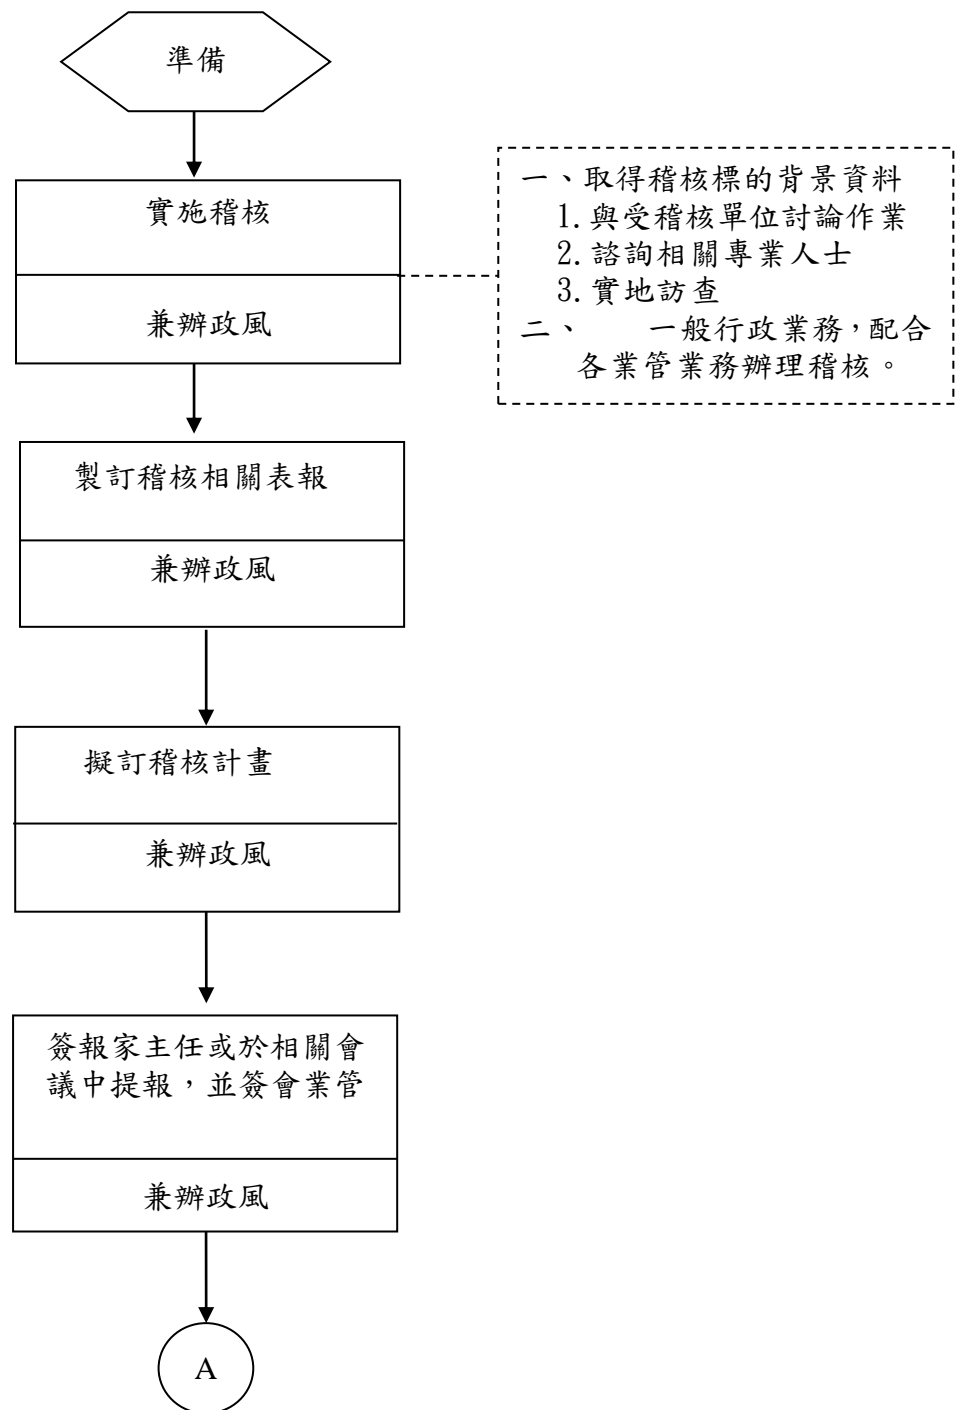 準備
實施稽核
兼辦政風
一、取得稽核標的背景資料
1.與受稽核單位討論作業
2.諮詢相關專業人士
3.實地訪查
二、 一般行政業務，配合
各業管業務辦理稽核。
製訂稽核相關表報
兼辦政風
擬訂稽核計畫
兼辦政風
簽報家主任或於相關會
議中提報，並簽會業管
兼辦政風
A